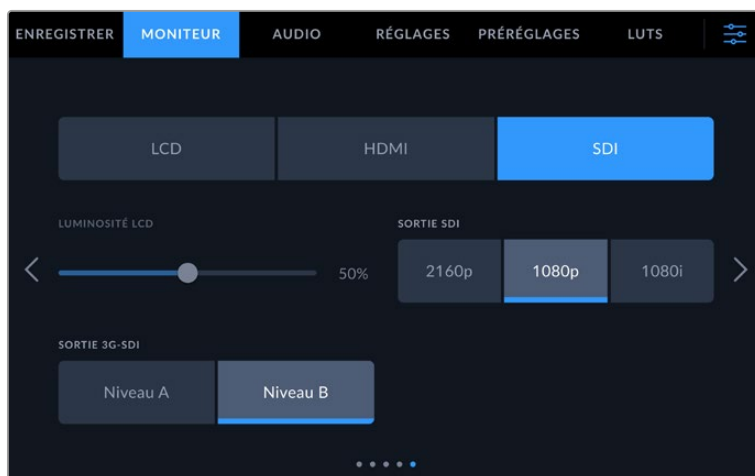 ENREGISTRER MONITEUR AUDIO RÉGLAGES PRÉRÉGLAGES LUTS
LCD HDMI SDI
LUMINOSITÉ LCD
50%
SORTIE SDI
2160p 1080p 1080i
SORTIE 3G-SDI
Niveau A Niveau B